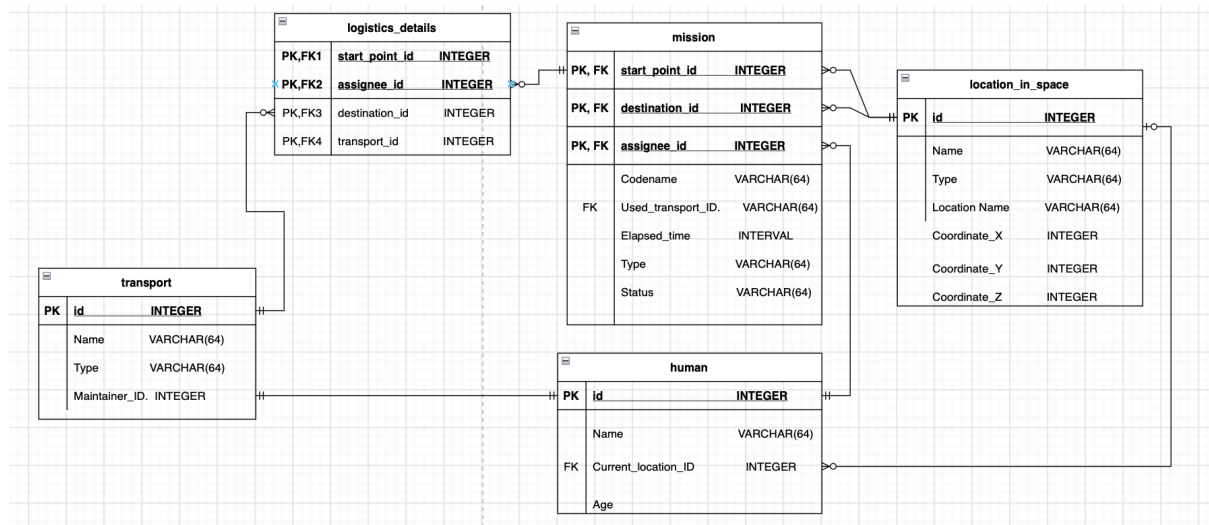 logistics_details
PK,FK1 start_point_id INTEGER
PK,FK2 assignee_id INTEGER
PK,FK3 destination_id INTEGER
PK,FK4 transport_id INTEGER
mission
PK, FK start_point_id INTEGER
PK, FK destination_id INTEGER
PK, FK assignee_id INTEGER
Codename VARCHAR(64)
FK Used_transport_ID. VARCHAR(64)
Elapsed_time INTERVAL
Type VARCHAR(64)
Status VARCHAR(64)
location_in_space
PK id INTEGER
Name VARCHAR(64)
Type VARCHAR(64)
Location Name VARCHAR(64)
Coordinate_X INTEGER
Coordinate_Y INTEGER
Coordinate_Z INTEGER
transport
PK id INTEGER
Name VARCHAR(64)
Type VARCHAR(64)
Maintainer_ID. INTEGER
human
PK id INTEGER
Name VARCHAR(64)
FK Current_location_ID INTEGER
Age